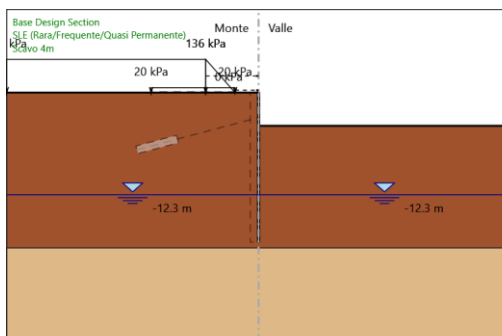 Base Design Section
SLE (Rara/Frequente/Quasi Permanente)
Scavo 4m
Monte
Valle
kPa
136 kPa
20 kPa
20 kPa
0 kPa
-12.3 m
-12.3 m